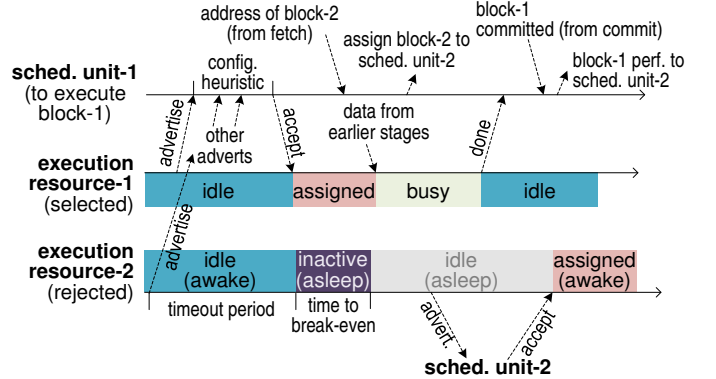 address of block-2
(from fetch)
block-1
committed (from commit)
config.
heuristic
assign block-2 to
sched. unit-2
block-1 perf. to
sched. unit-2
sched. unit-1
(to execute
block-1)
advertise
other
adverts
accept
data from
earlier stages
done
execution
resource-1
(selected)
idle
assigned
busy
idle
advertise
execution
resource-2
(rejected)
idle
(awake)
inactive
(asleep)
idle
(asleep)
assigned
(awake)
timeout period
time to
break-even
advert.
accept
sched. unit-2